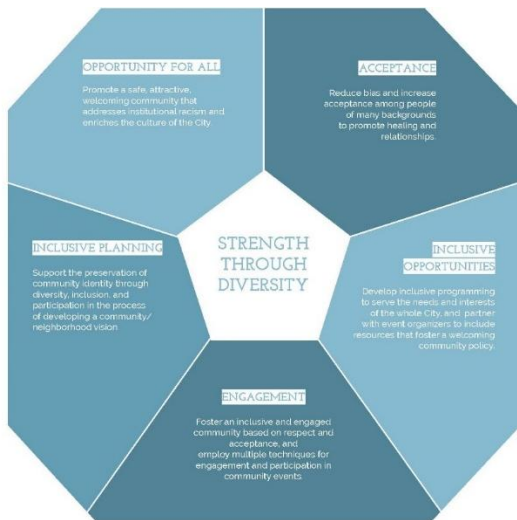 OPPORTUNITY FOR ALL
Promote a safe, attractive,
welcoming community that
addresses institutional racism and
enriches the culture of the City.
ACCEPTANCE
Reduce bias and increase
acceptance among people
of many backgrounds
to promote healing and
relationships.
STRENGTH
THROUGH
DIVERSITY
INCLUSIVE PLANNING
Support the preservation of
community identity through
diversity, inclusion, and
participation in the process
of developing a community/
neighborhood vision
INCLUSIVE
OPPORTUNITIES
Develop inclusive programming
to serve the needs and interests
of the whole City, and partner
with event organizers to include
resources that foster a welcoming
community policy.
ENGAGEMENT
Foster an inclusive and engaged
community based on respect and
acceptance, and
employ multiple techniques for
engagement and participation in
community events